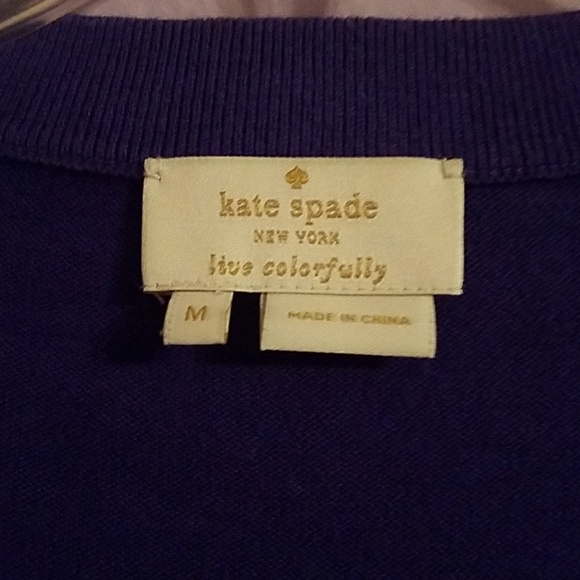 kate spade
NEW YORK
live colorfully
M
MADE IN CHINA